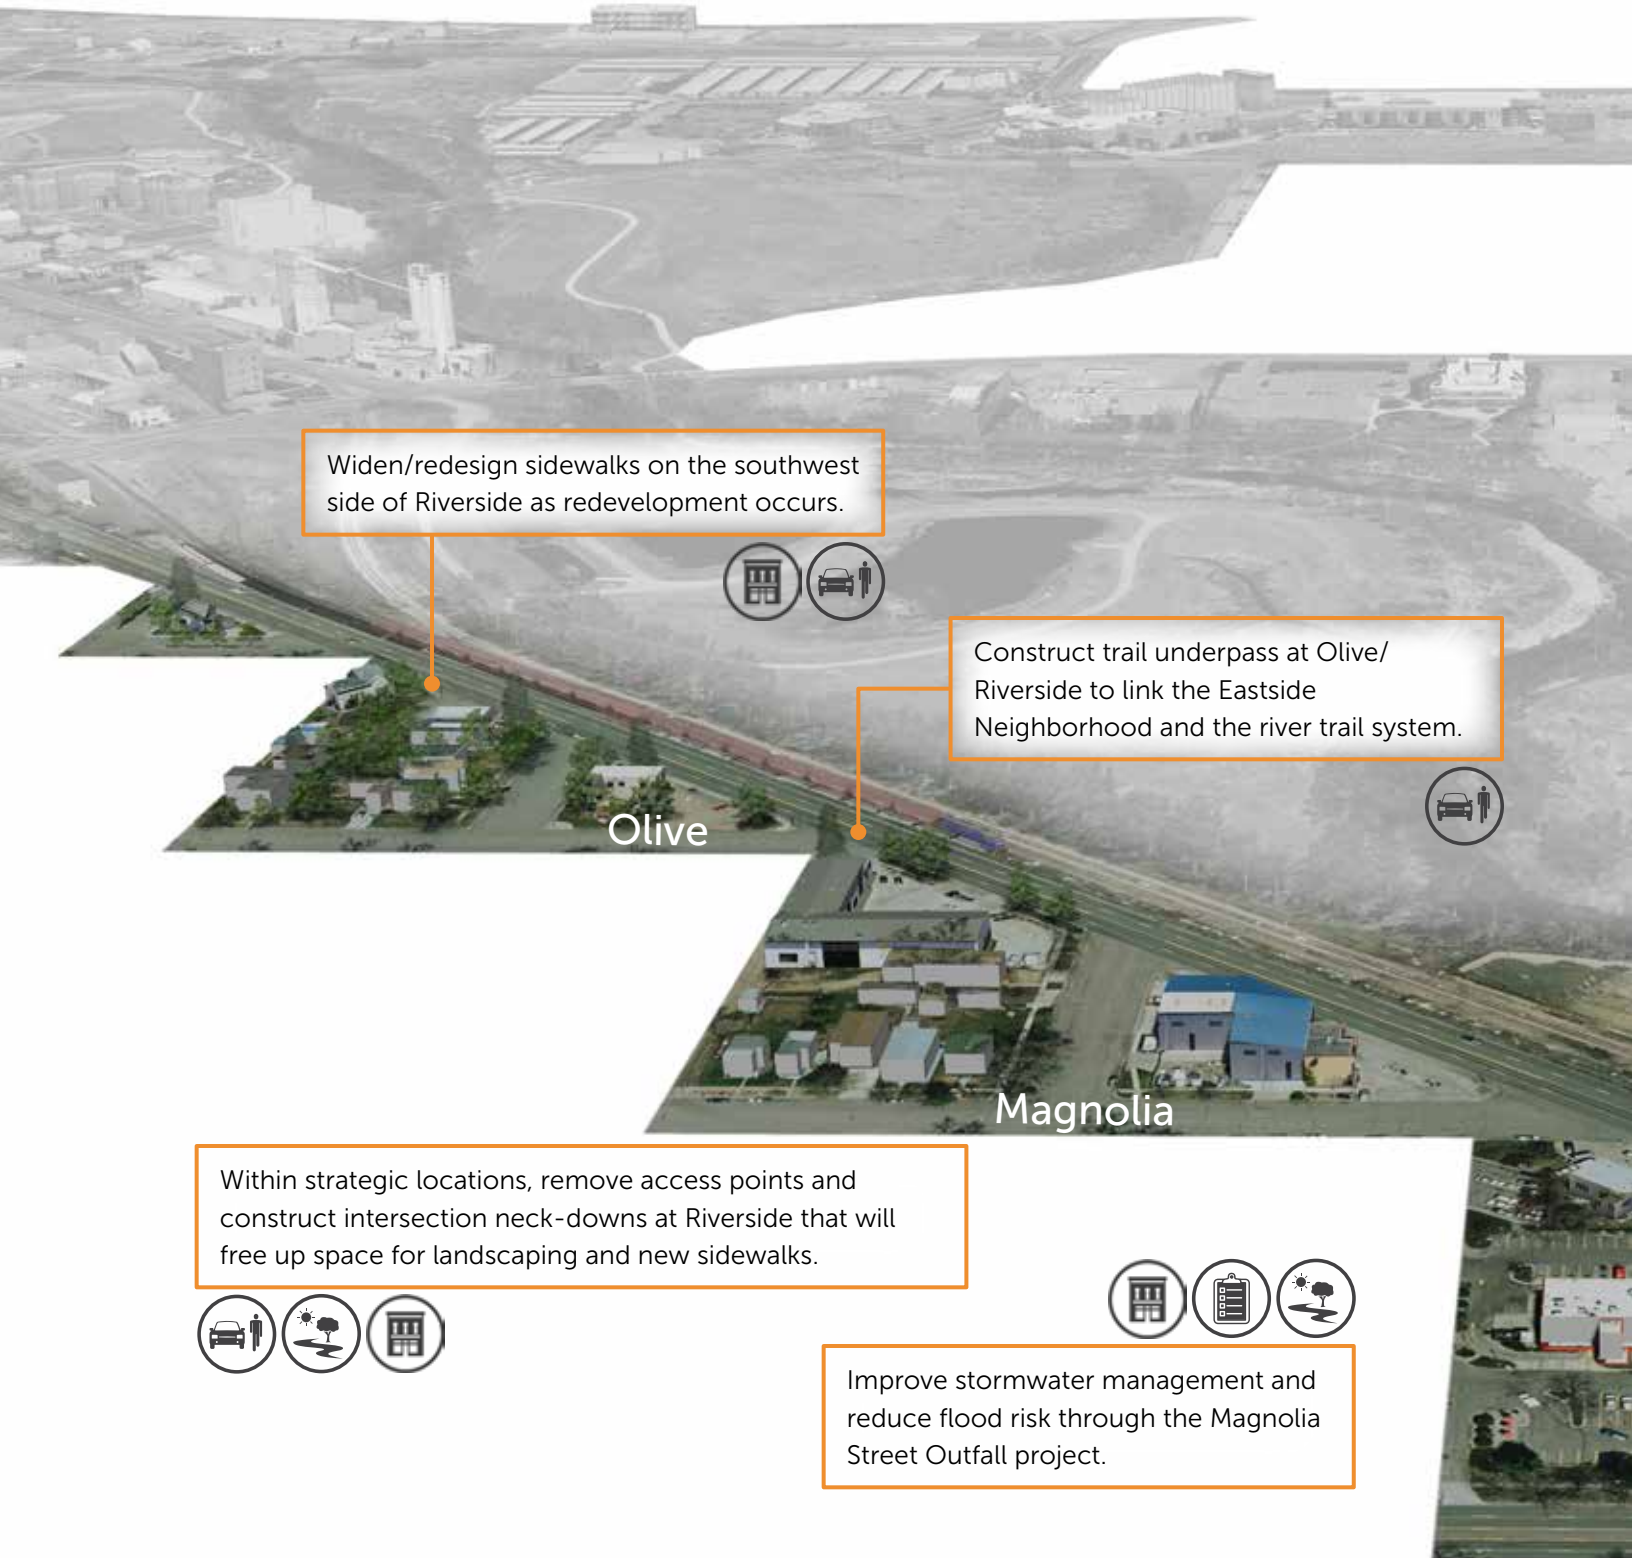 Widen/redesign sidewalks on the southwest
side of Riverside as redevelopment occurs.
Construct trail underpass at Olive/
Riverside to link the Eastside
Neighborhood and the river trail system.
Olive
Magnolia
Within strategic locations, remove access points and
construct intersection neck-downs at Riverside that will
free up space for landscaping and new sidewalks.
Improve stormwater management and
reduce flood risk through the Magnolia
Street Outfall project.